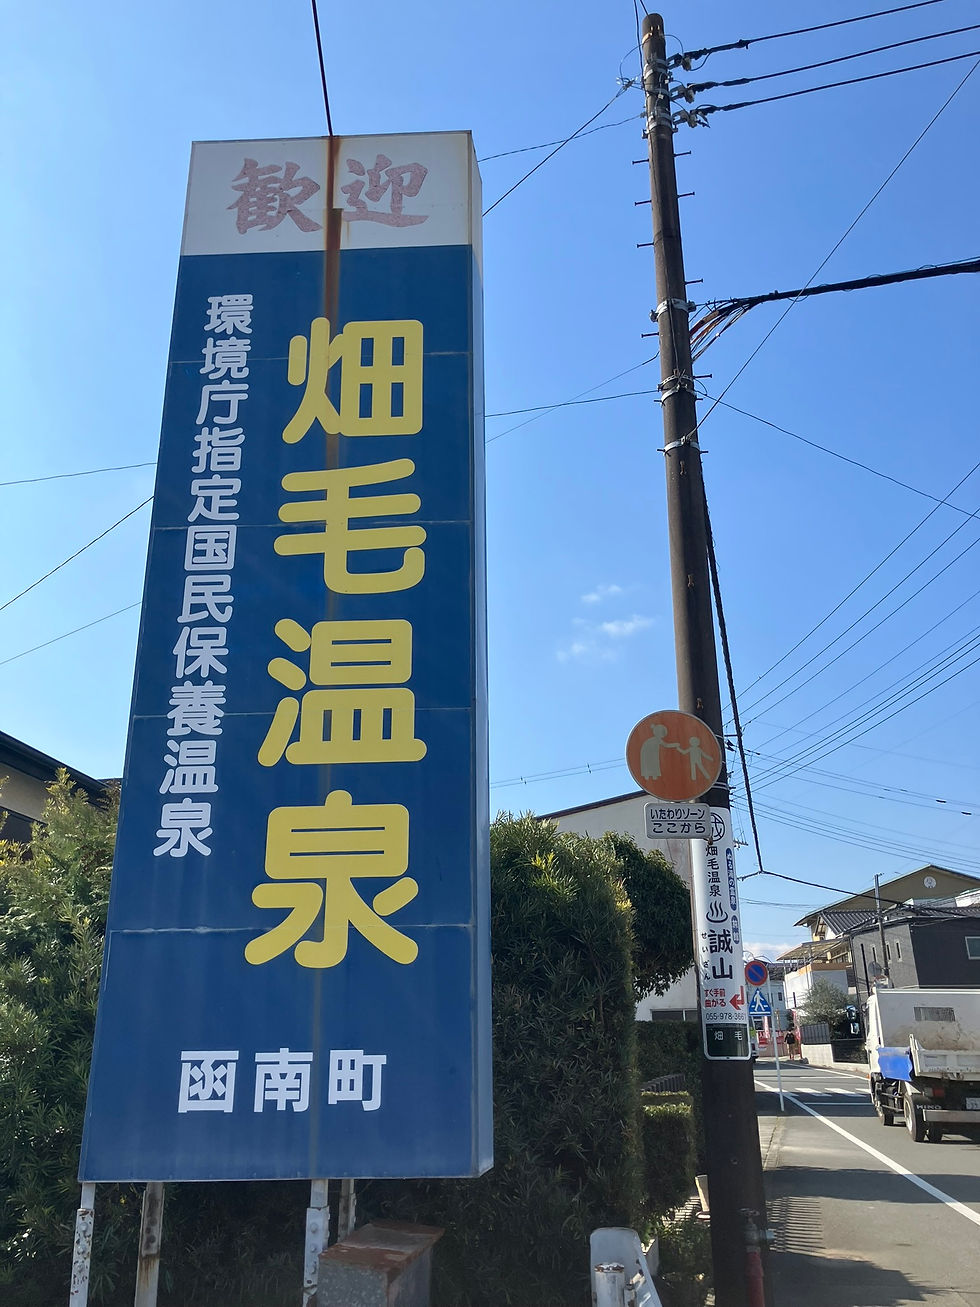 歓迎
畑毛温泉
環境庁指定国民保養温泉
函南町
いたわりゾーン
ここから
畑毛温泉
誠山
せいざん
すぐ手前
曲がる
畑毛
HINO